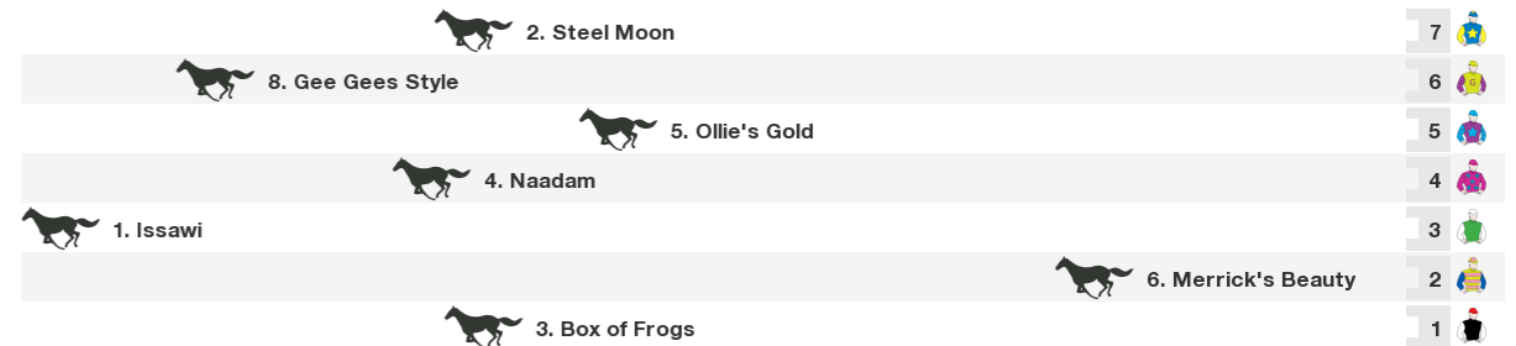 2. Steel Moon 7
8. Gee Gees Style 6 G
5. Ollie's Gold 5
4. Naadam 4
1. Issawi 3
6. Merrick's Beauty 2
3. Box of Frogs 1